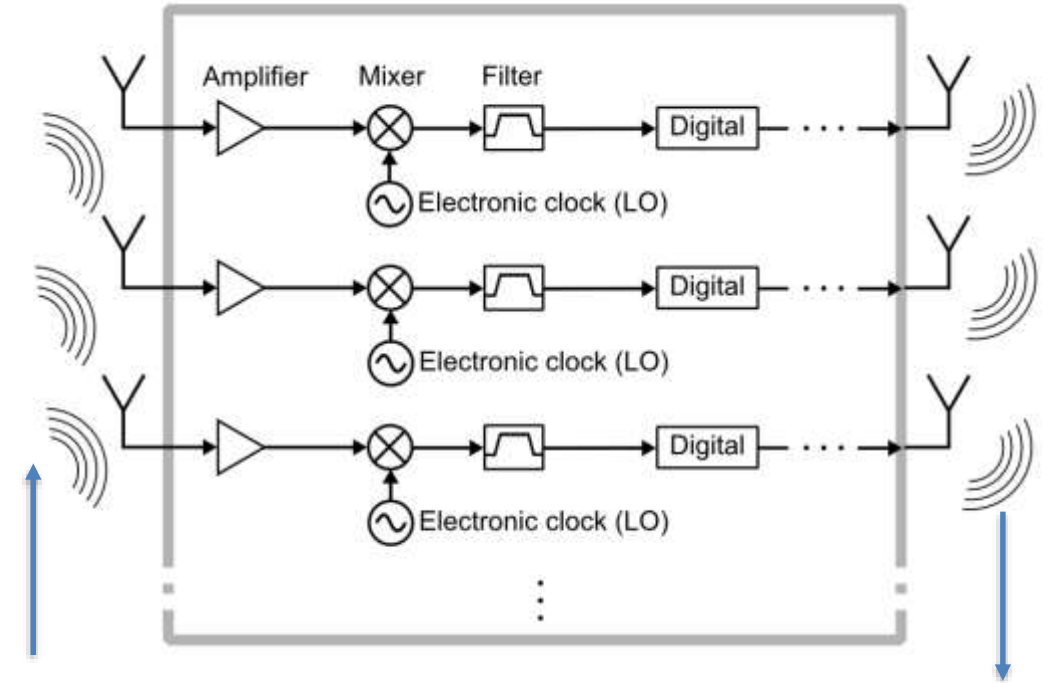 Amplifier Mixer Filter
Digital
Electronic clock (LO)
Digital
Electronic clock (LO)
Digital
Electronic clock (LO)